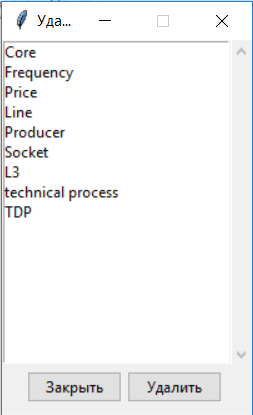 Уда...
Core
Frequency
Price
Line
Producer
Socket
L3
technical process
TDP
Закрыть
Удалить